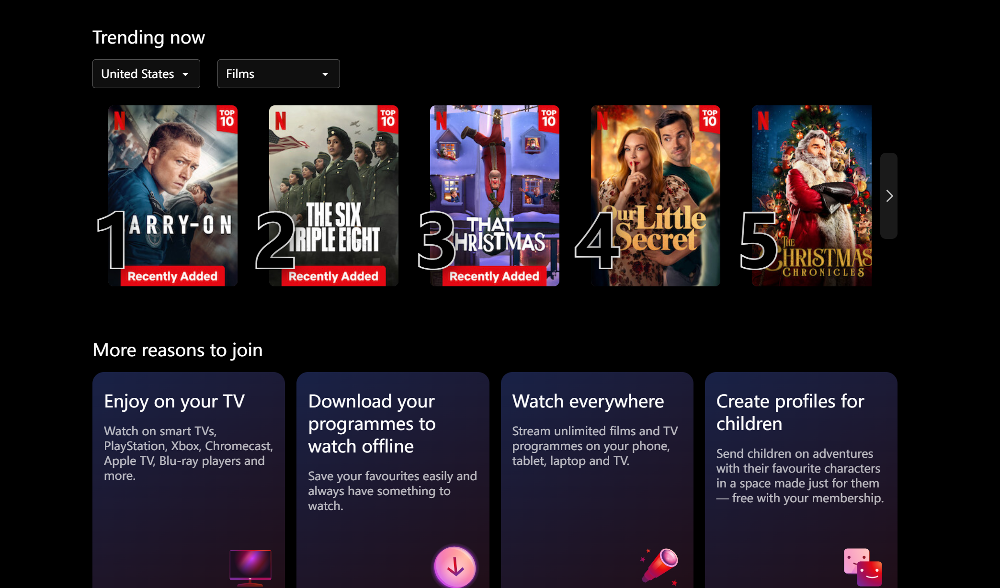 Trending now
United States
Films
N
TOP
10
1
ARRY-ON
Recently Added
N
TOP
10
2
THE SIX
TRIPLE EIGHT
Recently Added
N
TOP
10
3
THAT
CHRISTMAS
Recently Added
N
TOP
10
4
Our Little
Secret
N
5
THE
CHRISTMAS
CHRONICLES
More reasons to join
Enjoy on your TV
Watch on smart TVs,
PlayStation, Xbox, Chromecast,
Apple TV, Blu-ray players and
more.
Download your
programmes to
watch offline
Save your favourites easily and
always have something to
watch.
Watch everywhere
Stream unlimited films and TV
programmes on your phone,
tablet, laptop and TV.
Create profiles for
children
Send children on adventures
with their favourite characters
in a space made just for them
— free with your membership.